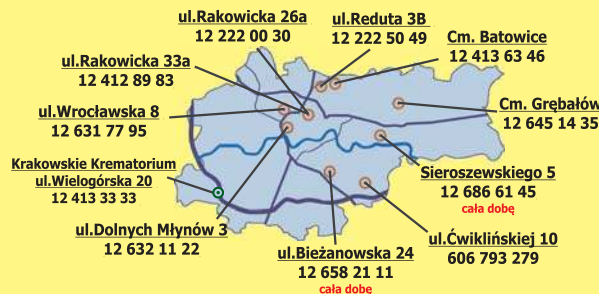 ul.Rakowicka 26a
12 222 00 30
ul.Reduta 3B
12 222 50 49
Cm. Batowice
12 413 63 46
ul.Rakowicka 33a
12 412 89 83
ul.Wrocławska 8
12 631 77 95
Cm. Grębałów
12 645 14 35
Krakowskie Krematorium
ul.Wielogórska 20
12 413 33 33
Sieroszewskiego 5
12 686 61 45
cała dobę
ul.Dolnych Młynów 3
12 632 11 22
ul.Bieżanowska 24
12 658 21 11
cała dobę
ul.Ćwiklińskiej 10
606 793 279